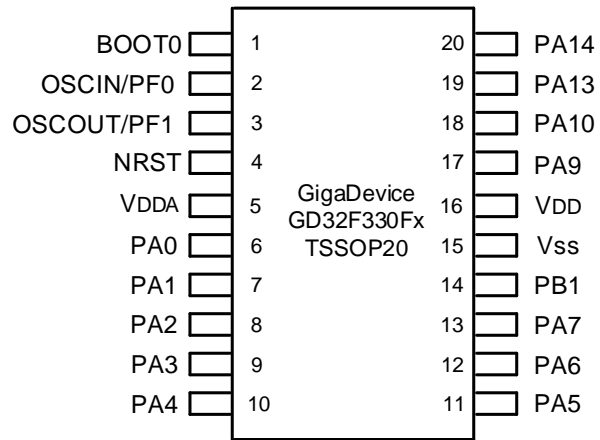 BOOT0 1 20 PA14
OSCIN/PF0 2 19 PA13
OSCOUT/PF1 3 18 PA10
NRST 4 17 PA9
VDDA 5 16 VDD
PA0 6 15 Vss
PA1 7 14 PB1
PA2 8 13 PA7
PA3 9 12 PA6
PA4 10 11 PA5
GigaDevice
GD32F330Fx
TSSOP20